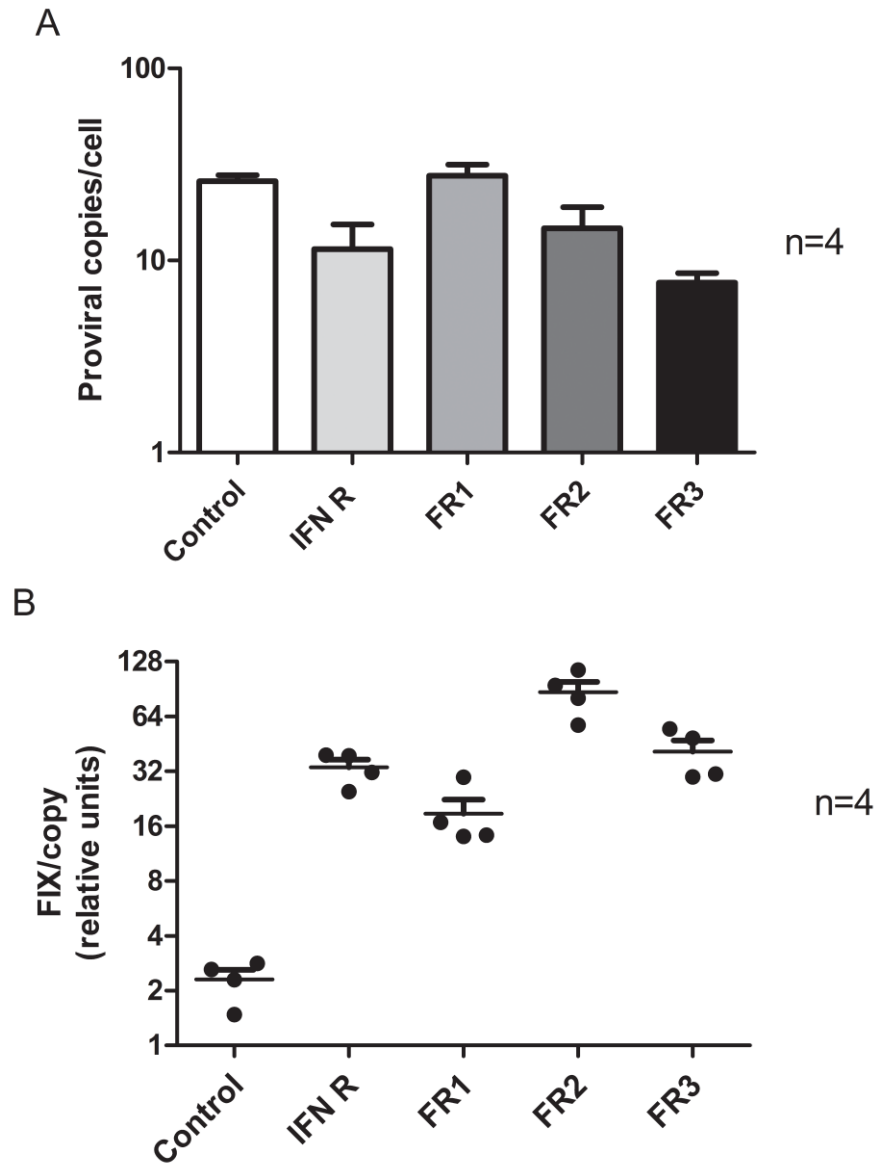 A
Proviral copies/cell
100
10
1
n=4
Control
IFN R
FR1
FR2
FR3
B
FIX/copy
(relative units)
128
64
32
16
8
4
2
1
n=4
Control
IFN R
FR1
FR2
FR3